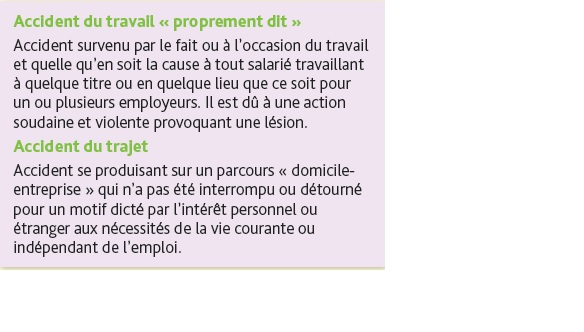 Accident du travail « proprement dit »
Accident survenu par le fait ou à l’occasion du travail
et quelle qu’en soit la cause à tout salarié travaillant
à quelque titre ou en quelque lieu que ce soit pour
un ou plusieurs employeurs. Il est dû à une action
soudaine et violente provoquant une lésion.
Accident du trajet
Accident se produisant sur un parcours « domicile-
entreprise » qui n’a pas été interrompu ou détourné
pour un motif dicté par l’intérêt personnel ou
étranger aux nécessités de la vie courante ou
indépendant de l’emploi.